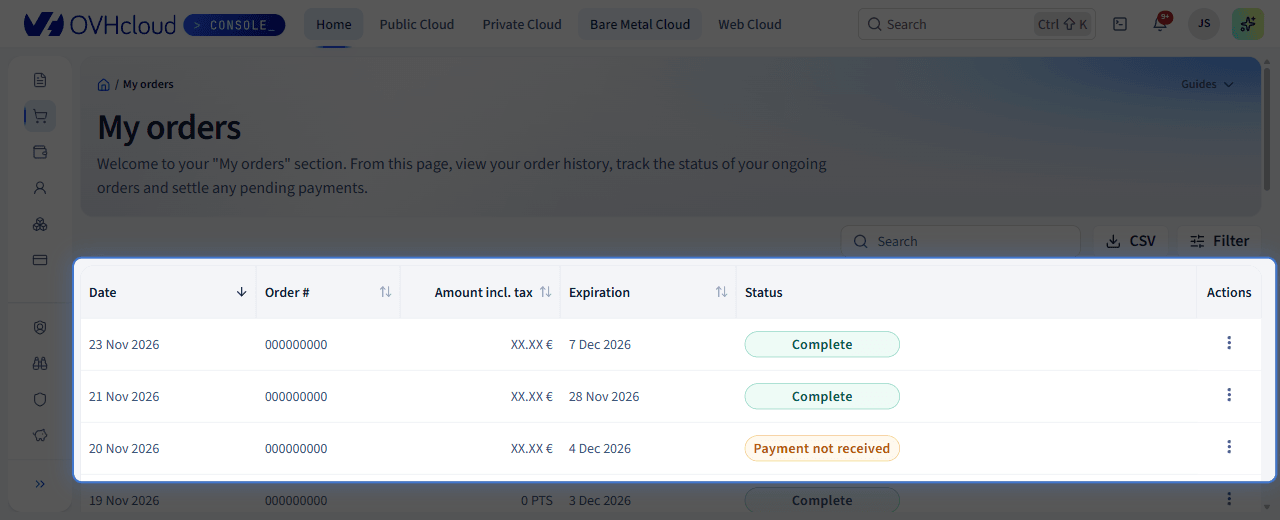 OVHcloud > CONSOLE_ Home Public Cloud Private Cloud Bare Metal Cloud Web Cloud Search Ctrl K 9+ JS
/ My orders Guides
My orders
Welcome to your "My orders" section. From this page, view your order history, track the status of your ongoing
orders and settle any pending payments.
Search CSV Filter
Date Order # Amount incl. tax Expiration Status Actions
23 Nov 2026 000000000 XX.XX € 7 Dec 2026 Complete
21 Nov 2026 000000000 XX.XX € 28 Nov 2026 Complete
20 Nov 2026 000000000 XX.XX € 4 Dec 2026 Payment not received
19 Nov 2026 000000000 0 PTS 3 Dec 2026 Complete